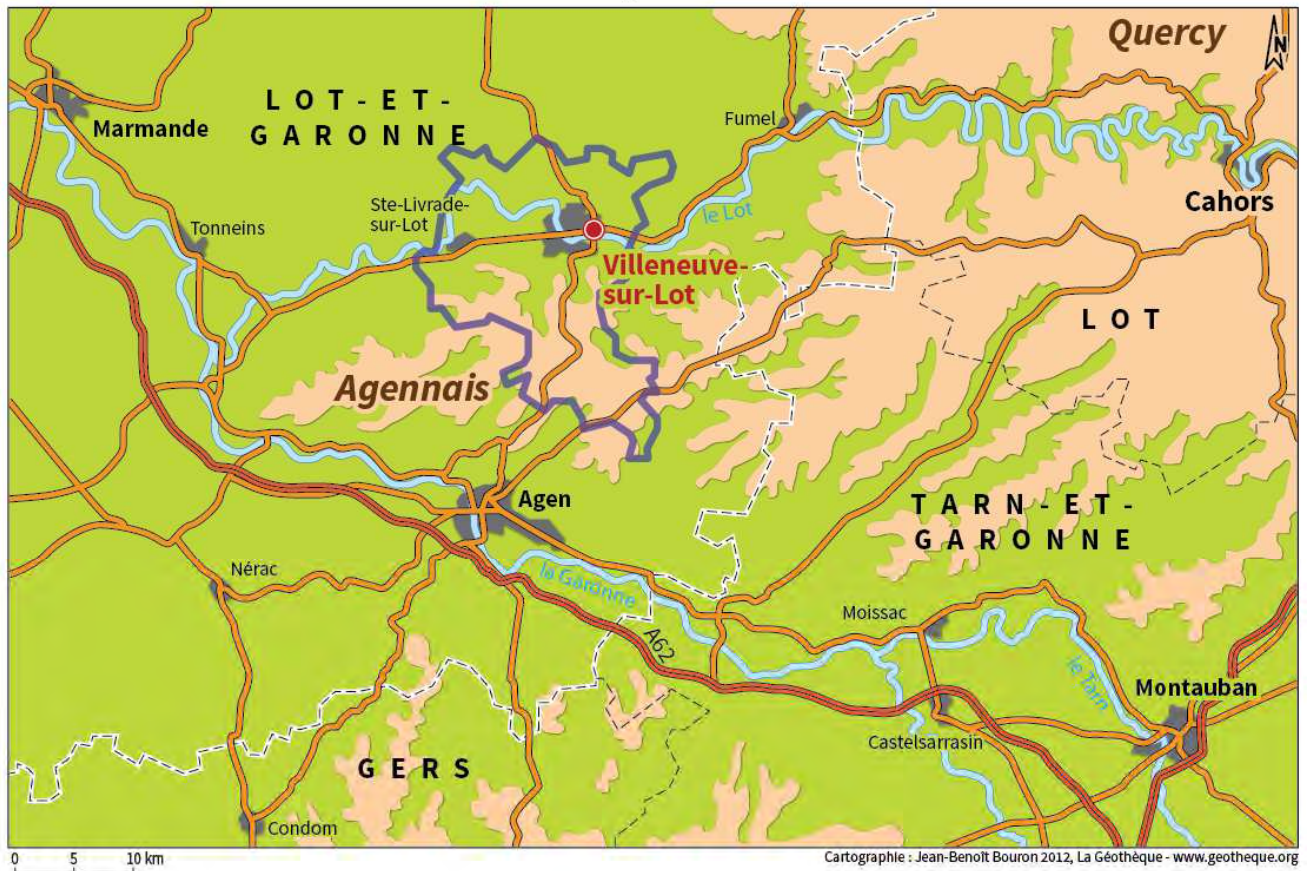 Quercy
N
LOT-ET-
GARONNE
Marmande
Fumel
Ste-Livrade-
sur-Lot
Cahors
le Lot
Tonneins
Villeneuve-
sur-Lot
LOT
Agennais
Agen
TARN-ET-
GARONNE
Nérac
la Garonne
Moissac
A62
le Tarn
Montauban
Castelsarrasin
GERS
Condom
0 5 10 km
Cartographie : Jean-Benoît Bouron 2012, La Géothèque - www.geotheque.org